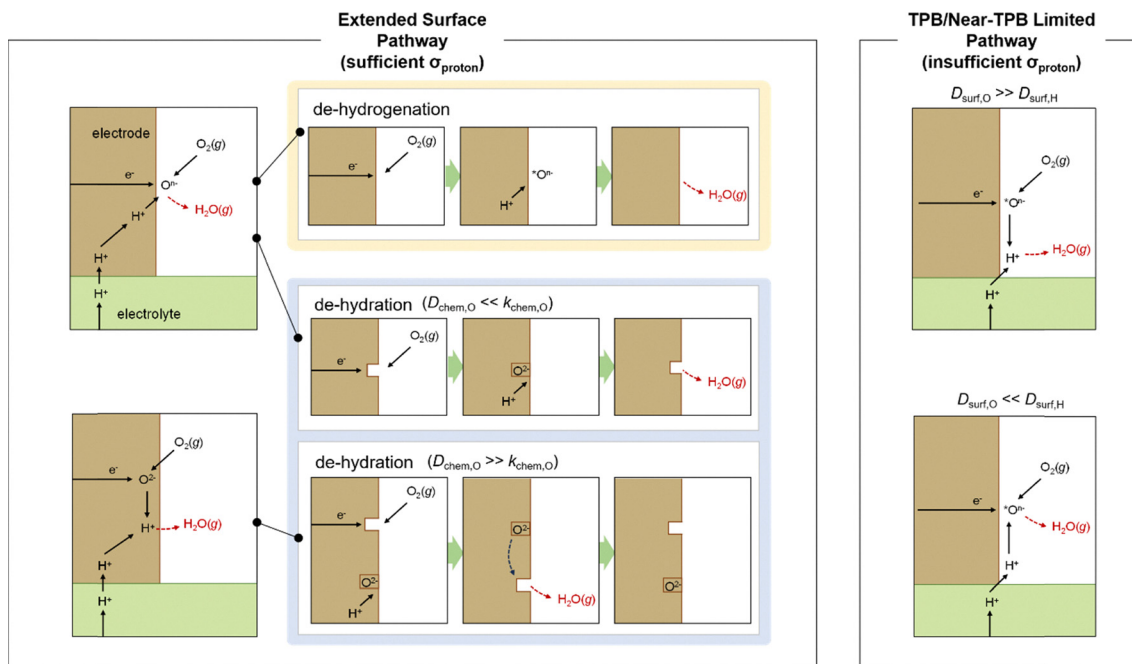 Extended Surface
Pathway
(sufficient σproton)
electrode
O2(g)
e-
On-
H2O(g)
H+
H+
H+
electrolyte
de-hydrogenation
e-
O2(g)
*On-
H+
H2O(g)
de-hydration (Dchem,O << kchem,O)
O2(g)
e-
O2-
H+
H2O(g)
O2(g)
e-
O2-
H+
H2O(g)
H+
H+
de-hydration (Dchem,O >> kchem,O)
O2(g)
e-
O2-
H+
O2-
H2O(g)
O2-
TPB/Near-TPB Limited
Pathway
(insufficient σproton)
Dsurf,O >> Dsurf,H
O2(g)
e-
*On-
H+
H2O(g)
H+
Dsurf,O << Dsurf,H
O2(g)
e-
*On-
H2O(g)
H+
H+